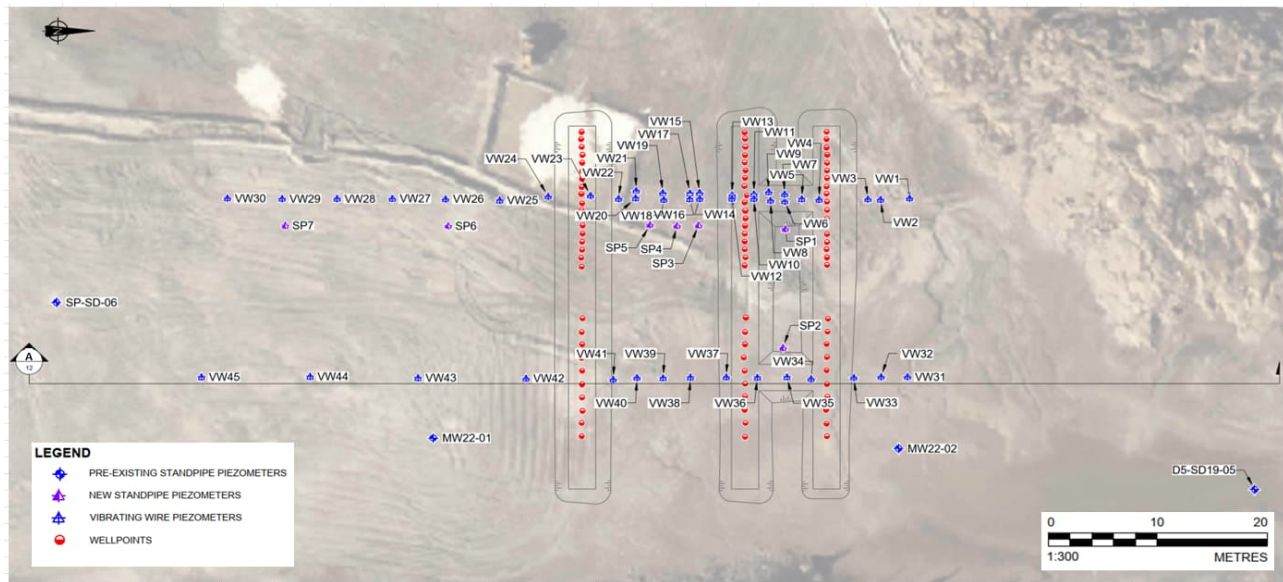 VW15
VW13
VW17
VW11
VW4
VW19
VW9
VW24
VW23
VW21
VW7
VW22
VW5
VW3
VW1
VW30
VW29
VW28
VW27
VW26
VW25
VW20
VW18
VW16
VW14
VW6
VW2
SP7
SP6
SP5
SP4
SP1
VW8
SP3
VW10
VW12
SP-SD-06
SP2
A
12
VW41
VW39
VW37
VW34
VW32
VW45
VW44
VW43
VW42
VW31
VW40
VW38
VW36
VW35
VW33
MW22-01
MW22-02
D5-SD19-05
LEGEND
PRE-EXISTING STANDPIPE PIEZOMETERS
NEW STANDPIPE PIEZOMETERS
VIBRATING WIRE PIEZOMETERS
WELLPOINTS
0 10 20
1:300 METRES